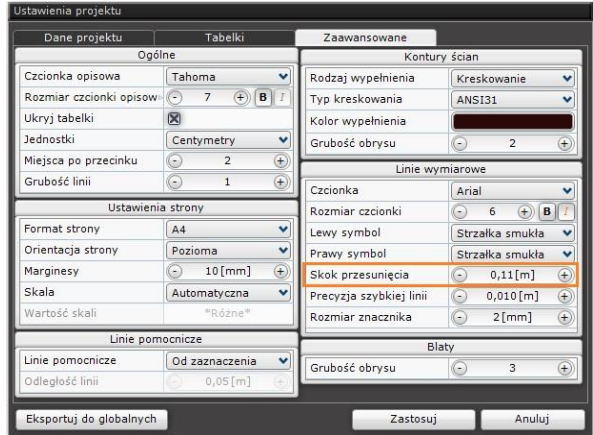 Ustawienia projektu
Dane projektu
Tabelki
Zaawansowane
Ogólne
Czcionka opisowa Tahoma
Rozmiar czcionki opisow - 7 + B I
Ukryj tabelki
Jednostki Centymetry
Miejsca po przecinku - 2 +
Grubość linii - 1 +
Ustawienia strony
Format strony A4
Orientacja strony Pozioma
Marginesy - 10[mm] +
Skala Automatyczna
Wartość skali *Różne*
Linie pomocnicze
Linie pomocnicze Od zaznaczenia
Odległość linii - 0,05[m] +
Kontury ścian
Rodzaj wypełnienia Kreskowanie
Typ kreskowania ANSI31
Kolor wypełnienia
Grubość obrysu - 2 +
Linie wymiarowe
Czcionka Arial
Rozmiar czcionki - 6 + B I
Lewy symbol Strzałka smukła
Prawy symbol Strzałka smukła
Skok przesunięcia - 0,11[m] +
Precyzja szybkiej linii - 0,010[m] +
Rozmiar znacznika - 2[mm] +
Blaty
Grubość obrysu - 3 +
Eksportuj do globalnych
Zastosuj
Anuluj